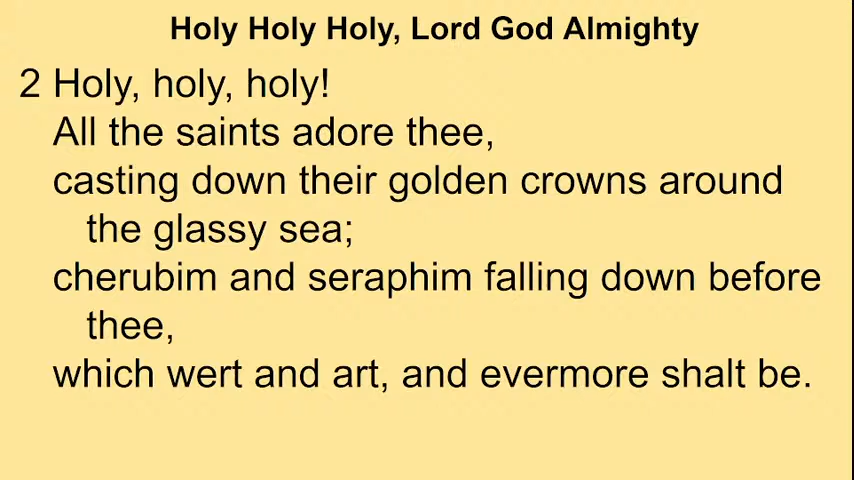 Holy Holy Holy, Lord God Almighty
2 Holy, holy, holy!
All the saints adore thee,
casting down their golden crowns around
the glassy sea;
cherubim and seraphim falling down before
thee,
which wert and art, and evermore shalt be.